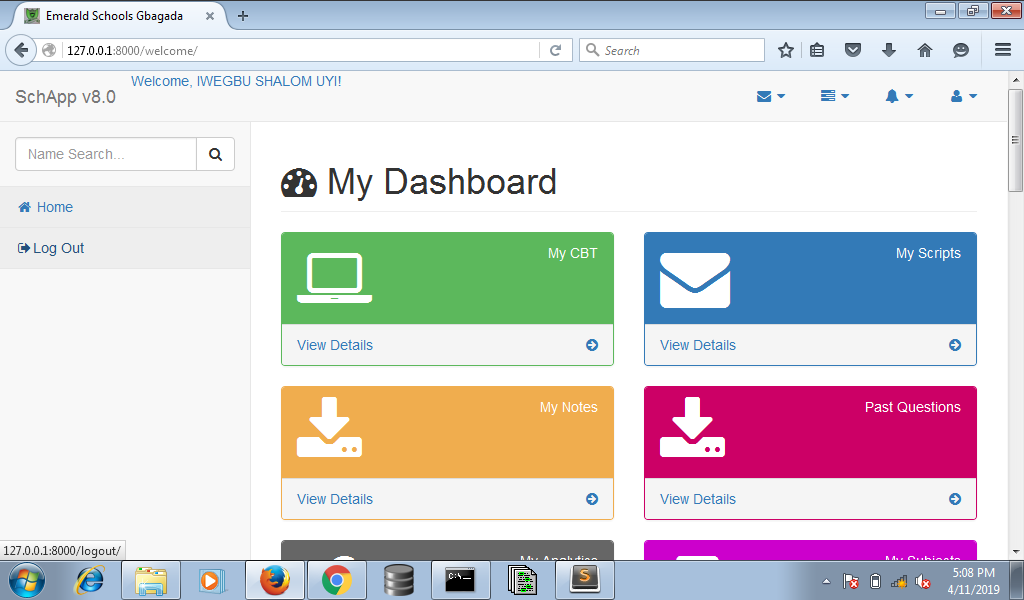 Emerald Schools Gbagada
127.0.0.1:8000/welcome/
Search
SchApp v8.0
Welcome, IWEGBU SHALOM UYI!
Name Search...
Home
Log Out
My Dashboard
My CBT
View Details
My Scripts
View Details
My Notes
View Details
Past Questions
View Details
My Analytics
My Subjects
127.0.0.1:8000/logout/
5:08 PM
4/11/2019